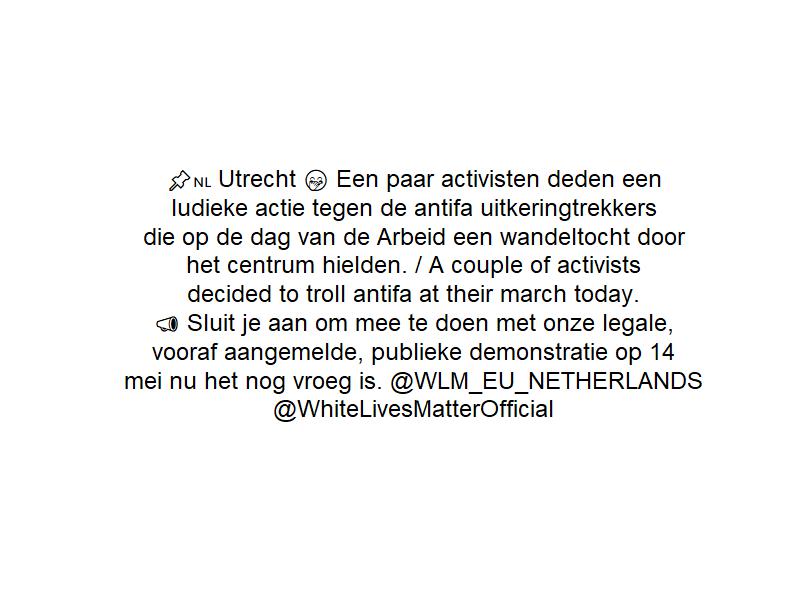 📌NL Utrecht 🤭 Een paar activisten deden een
ludieke actie tegen de antifa uitkeringtrekkers
die op de dag van de Arbeid een wandeltocht door
het centrum hielden. / A couple of activists
decided to troll antifa at their march today.
📣 Sluit je aan om mee te doen met onze legale,
vooraf aangemelde, publieke demonstratie op 14
mei nu het nog vroeg is. @WLM_EU_NETHERLANDS
@WhiteLivesMatterOfficial